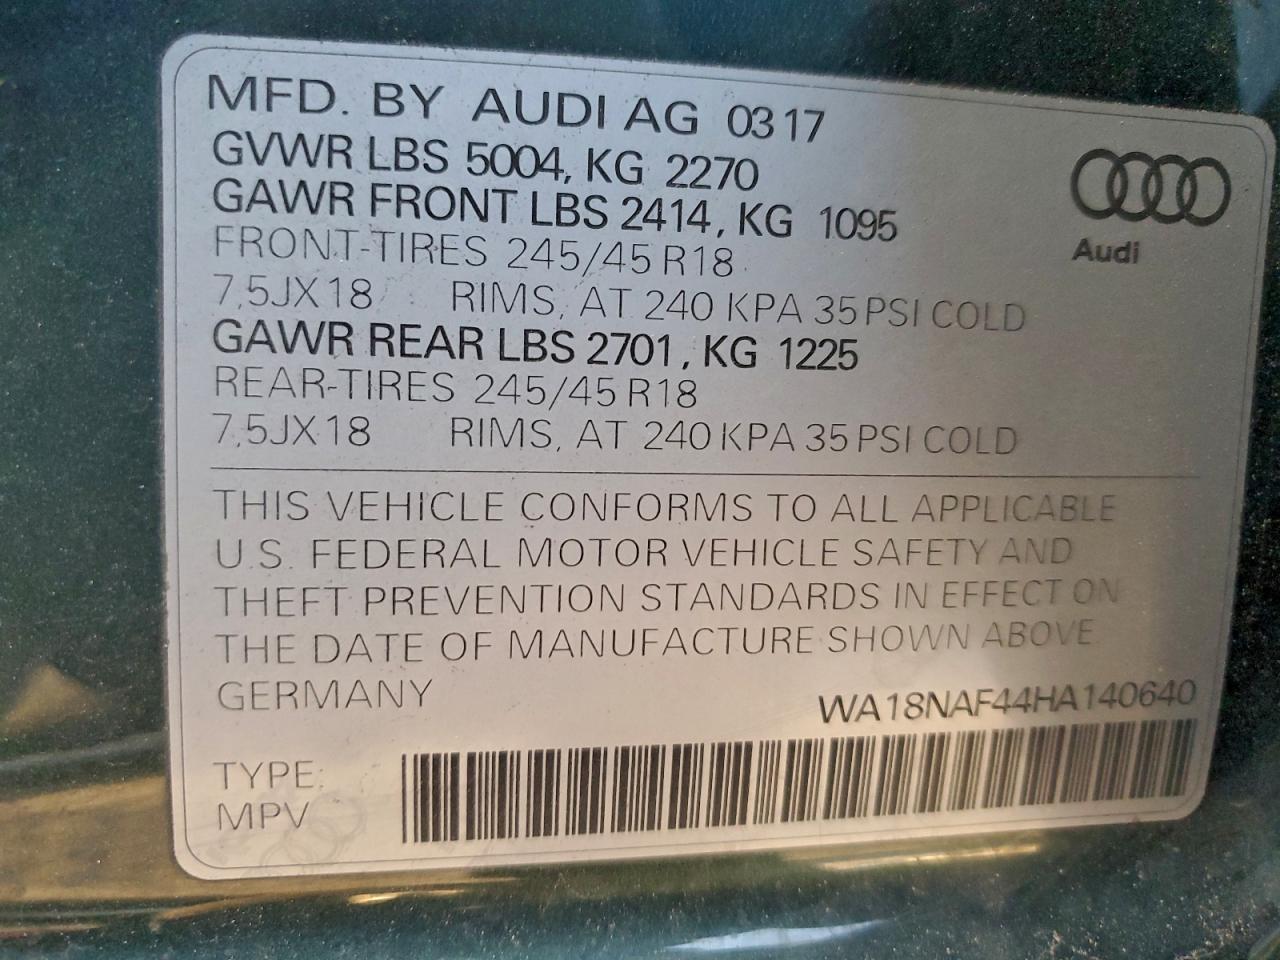 MFD. BY AUDI AG 03 17
GVWR LBS 5004, KG 2270
GAWR FRONT LBS 2414, KG 1095
FRONT-TIRES 245/45 R18
7,5JX18 RIMS, AT 240 KPA 35 PSI COLD
GAWR REAR LBS 2701, KG 1225
REAR-TIRES 245/45 R18
7,5JX18 RIMS, AT 240 KPA 35 PSI COLD
Audi
THIS VEHICLE CONFORMS TO ALL APPLICABLE
U.S. FEDERAL MOTOR VEHICLE SAFETY AND
THEFT PREVENTION STANDARDS IN EFFECT ON
THE DATE OF MANUFACTURE SHOWN ABOVE
GERMANY
WA18NAF44HA140640
TYPE:
MPV